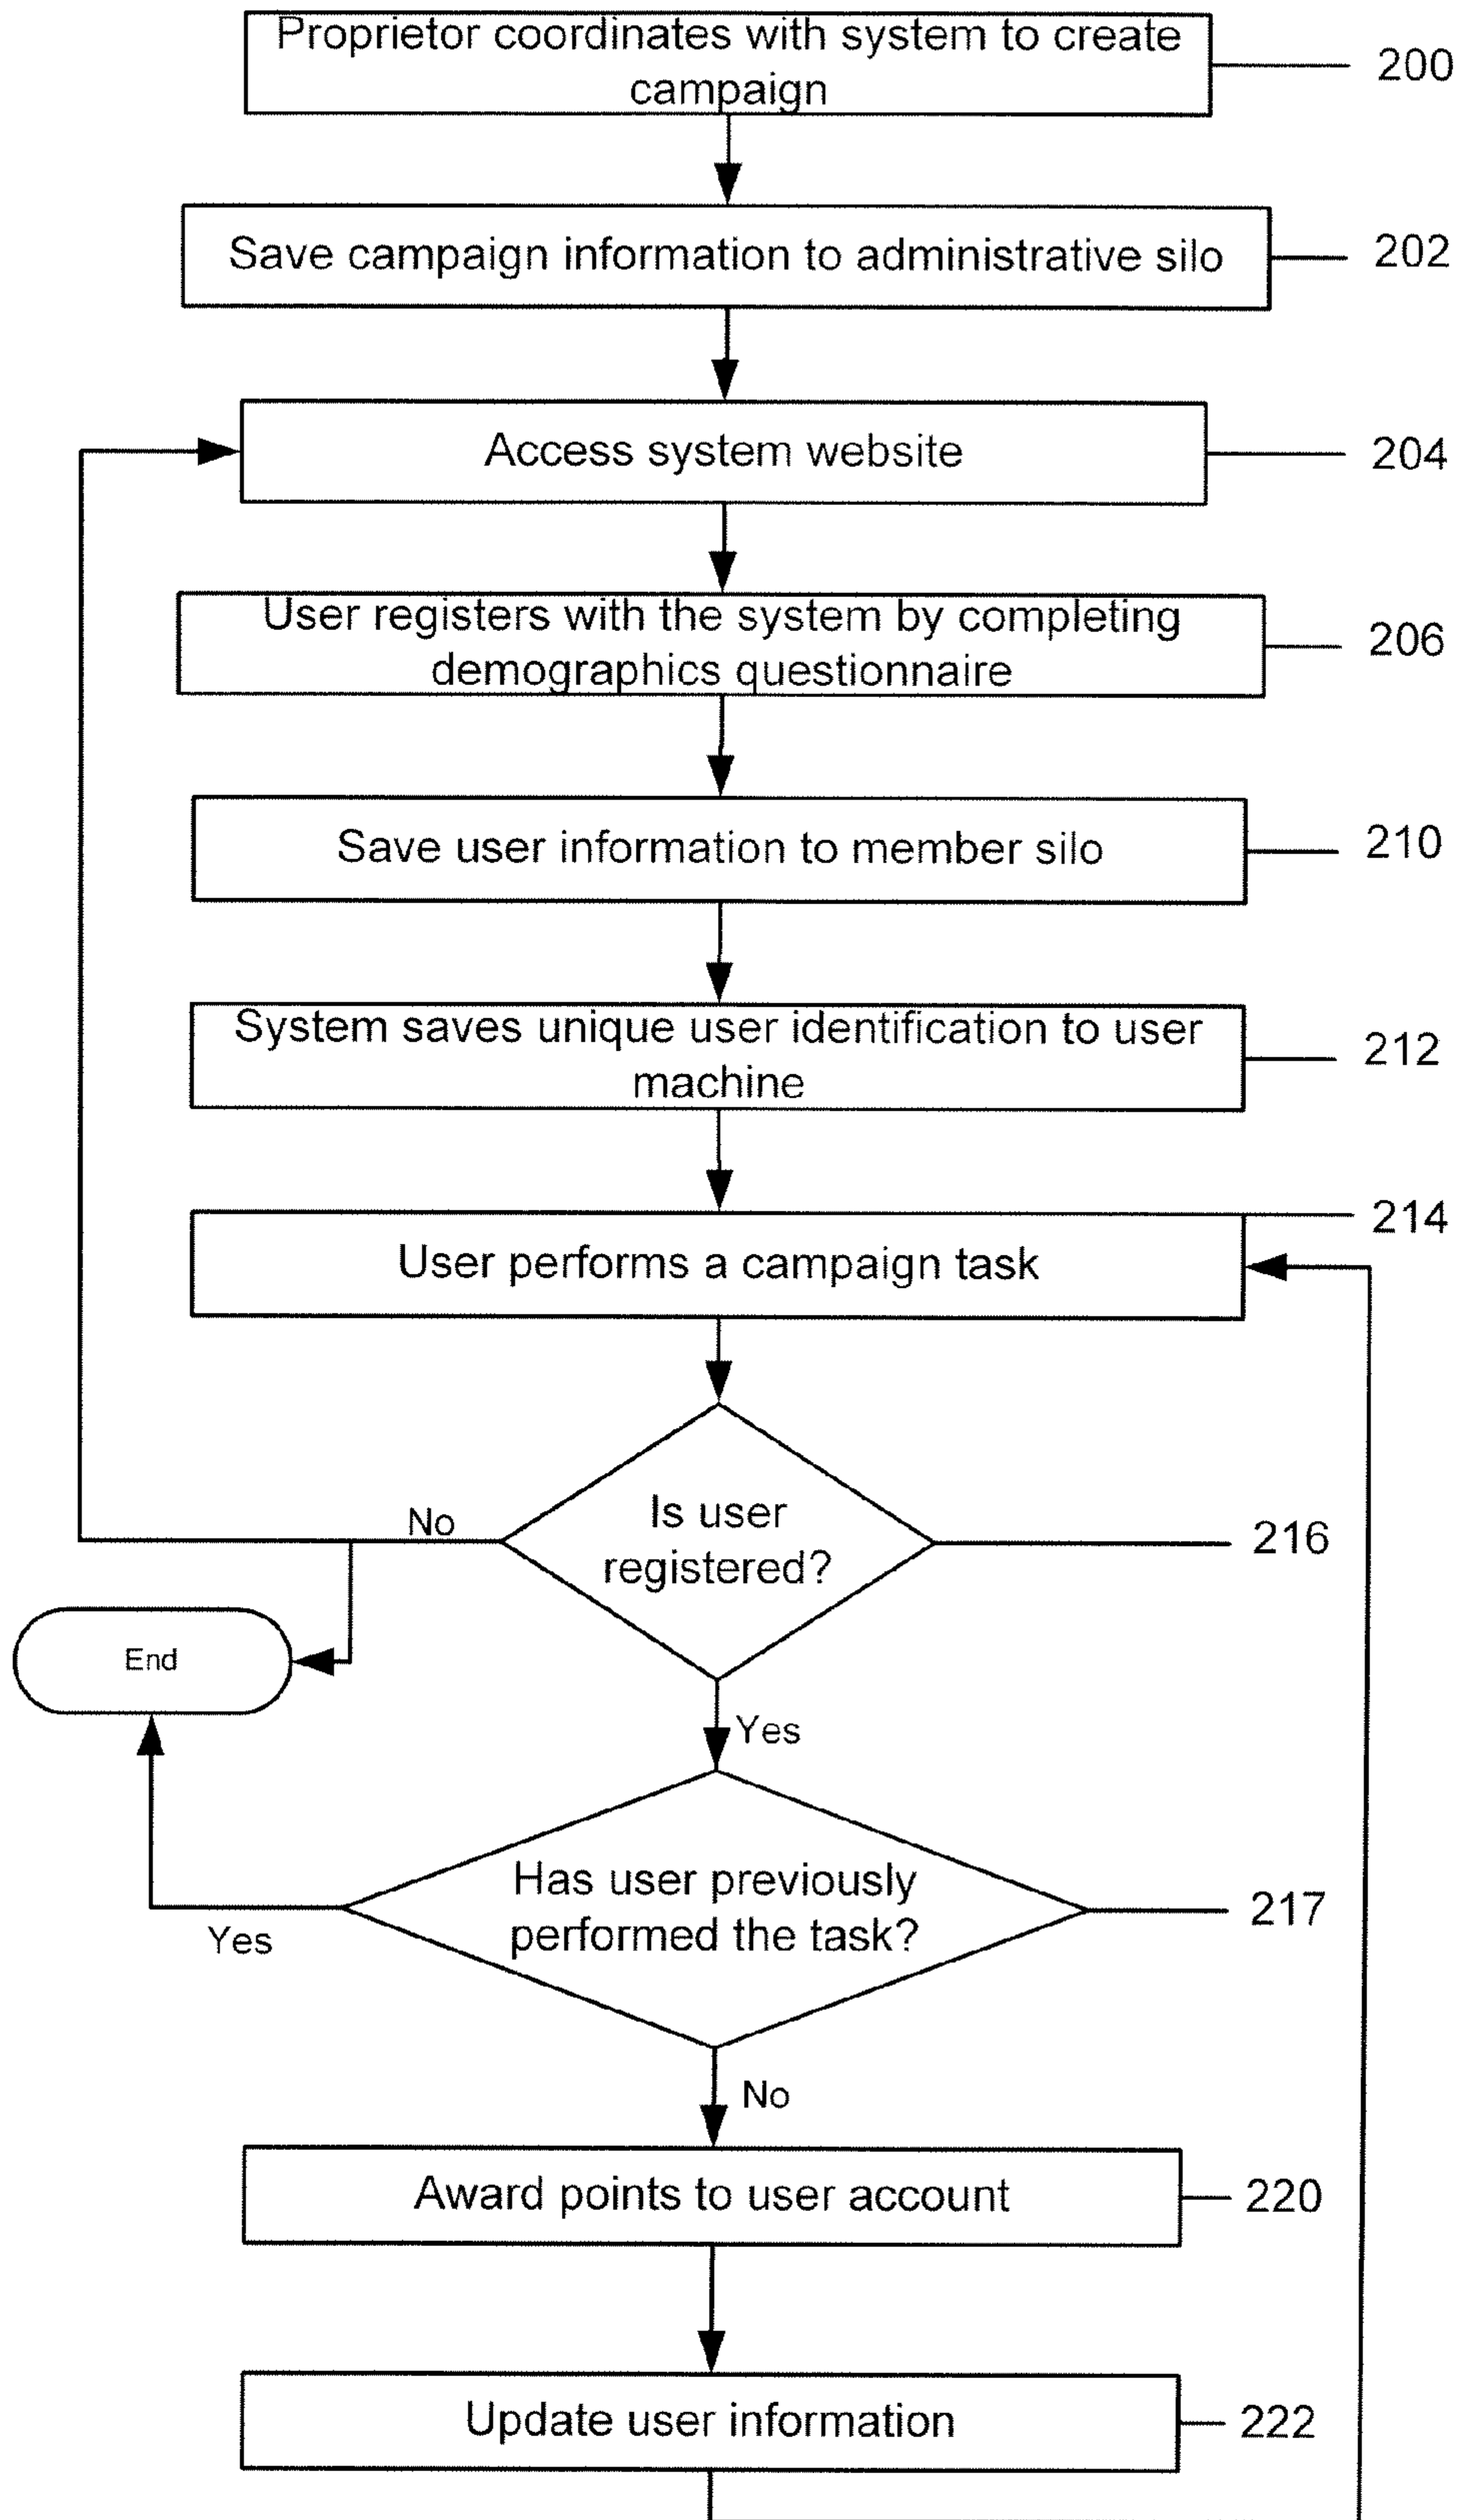 Proprietor coordinates with system to create
campaign
200
Save campaign information to administrative silo
202
Access system website
204
User registers with the system by completing
demographics questionnaire
206
Save user information to member silo
210
System saves unique user identification to user
machine
212
214
User performs a campaign task
No
Is user
registered?
216
End
Yes
Has user previously
performed the task?
217
Yes
No
Award points to user account
220
Update user information
222